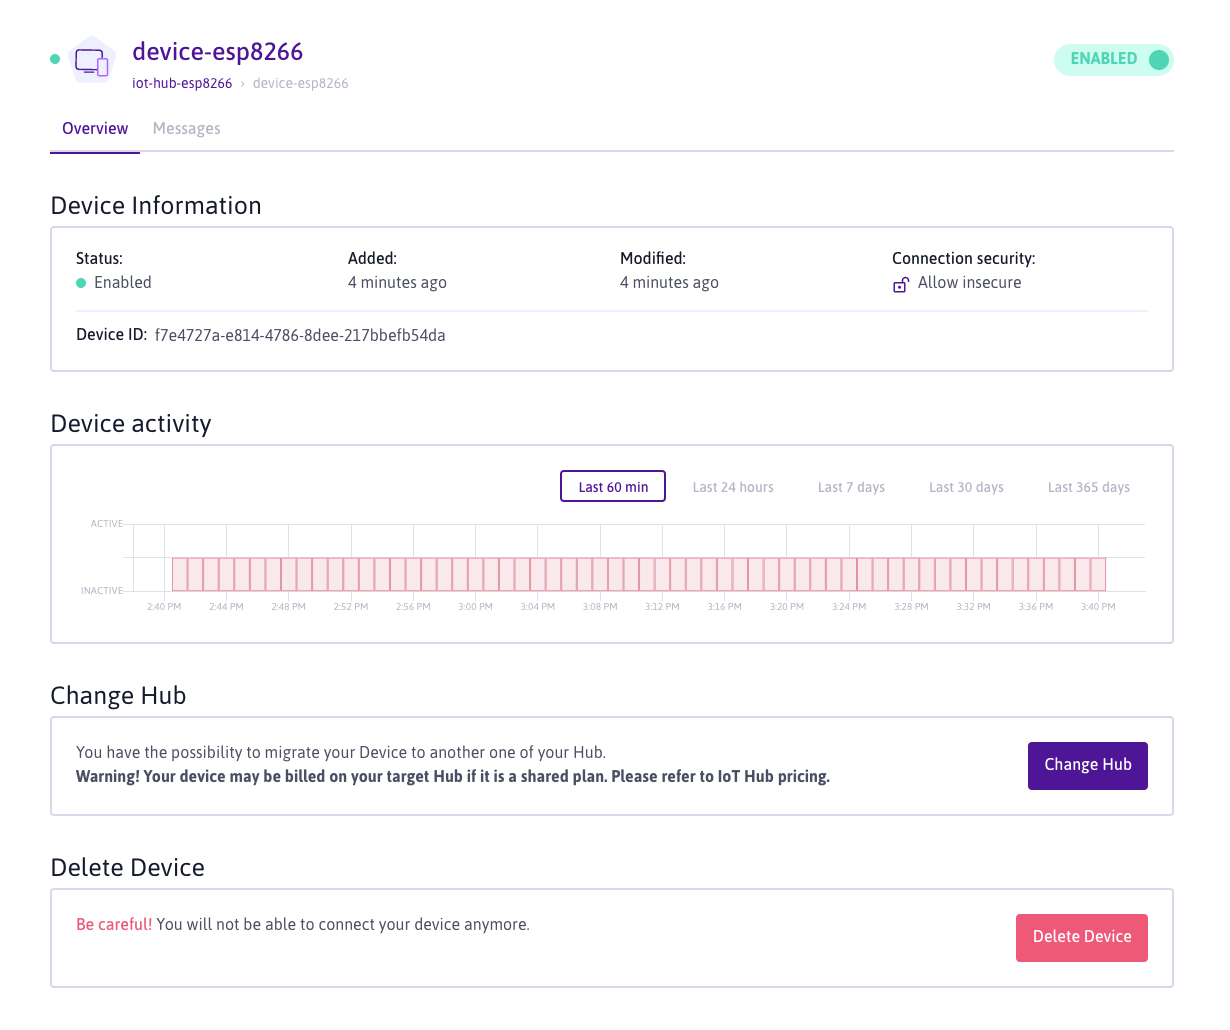 device-esp8266
ENABLED
iot-hub-esp8266 › device-esp8266
Overview Messages
Device Information
Status: Added: Modified: Connection security:
Enabled 4 minutes ago 4 minutes ago Allow insecure
Device ID: f7e4727a-e814-4786-8dee-217bbefb54da
Device activity
Last 60 min Last 24 hours Last 7 days Last 30 days Last 365 days
ACTIVE
INACTIVE
2:40 PM 2:44 PM 2:48 PM 2:52 PM 2:56 PM 3:00 PM 3:04 PM 3:08 PM 3:12 PM 3:16 PM 3:20 PM 3:24 PM 3:28 PM 3:32 PM 3:36 PM 3:40 PM
Change Hub
You have the possibility to migrate your Device to another one of your Hub.
Warning! Your device may be billed on your target Hub if it is a shared plan. Please refer to IoT Hub pricing.
Change Hub
Delete Device
Be careful! You will not be able to connect your device anymore.
Delete Device